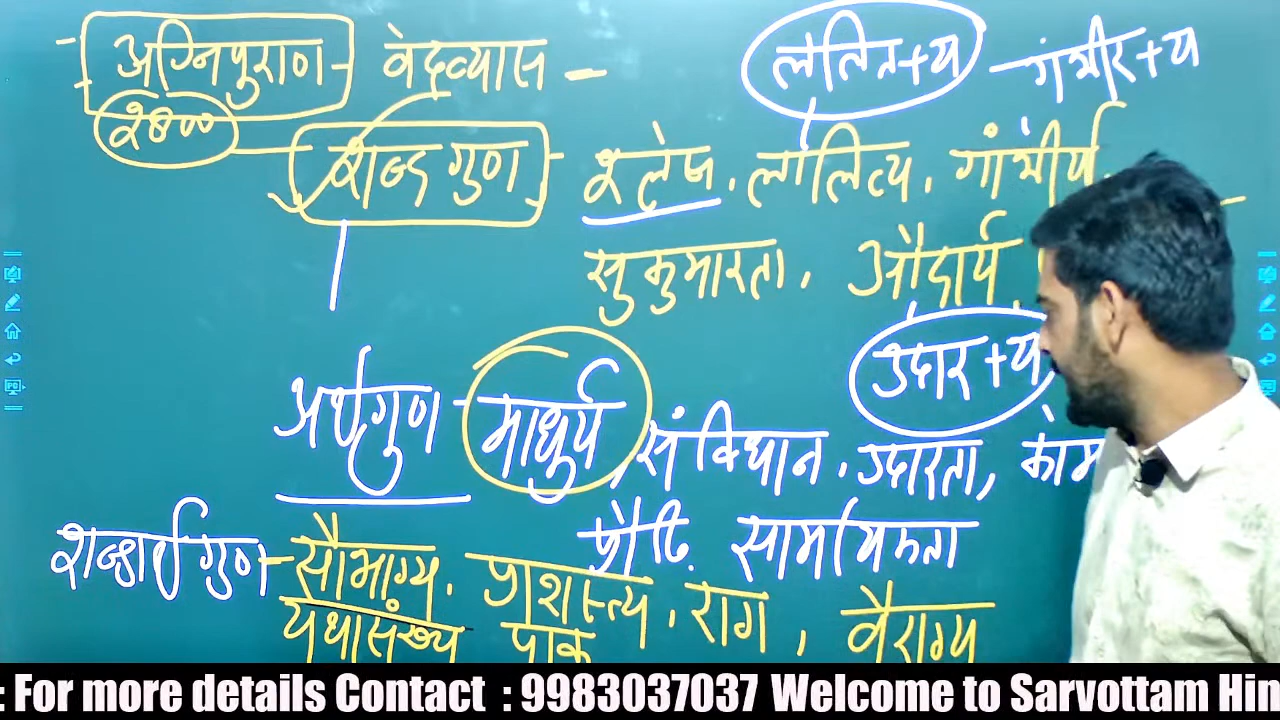 अग्निपुराण - वेदव्यास - ललित+य - गंभीर+य
शब्द गुण - श्लेष, लालित्य, गांभीर्य,
सुकुमारता, औदार्य
उदार+य
अर्थगुण - माधुर्य, संविधान, उदारता, कोम
प्रौढि, सामयिकता
शब्दार्थ गुण - सौभाग्य, प्राशस्त्य, राग, वैराग्य
यथासंख्य पाक
: For more details Contact : 9983037037 Welcome to Sarvottam Hin